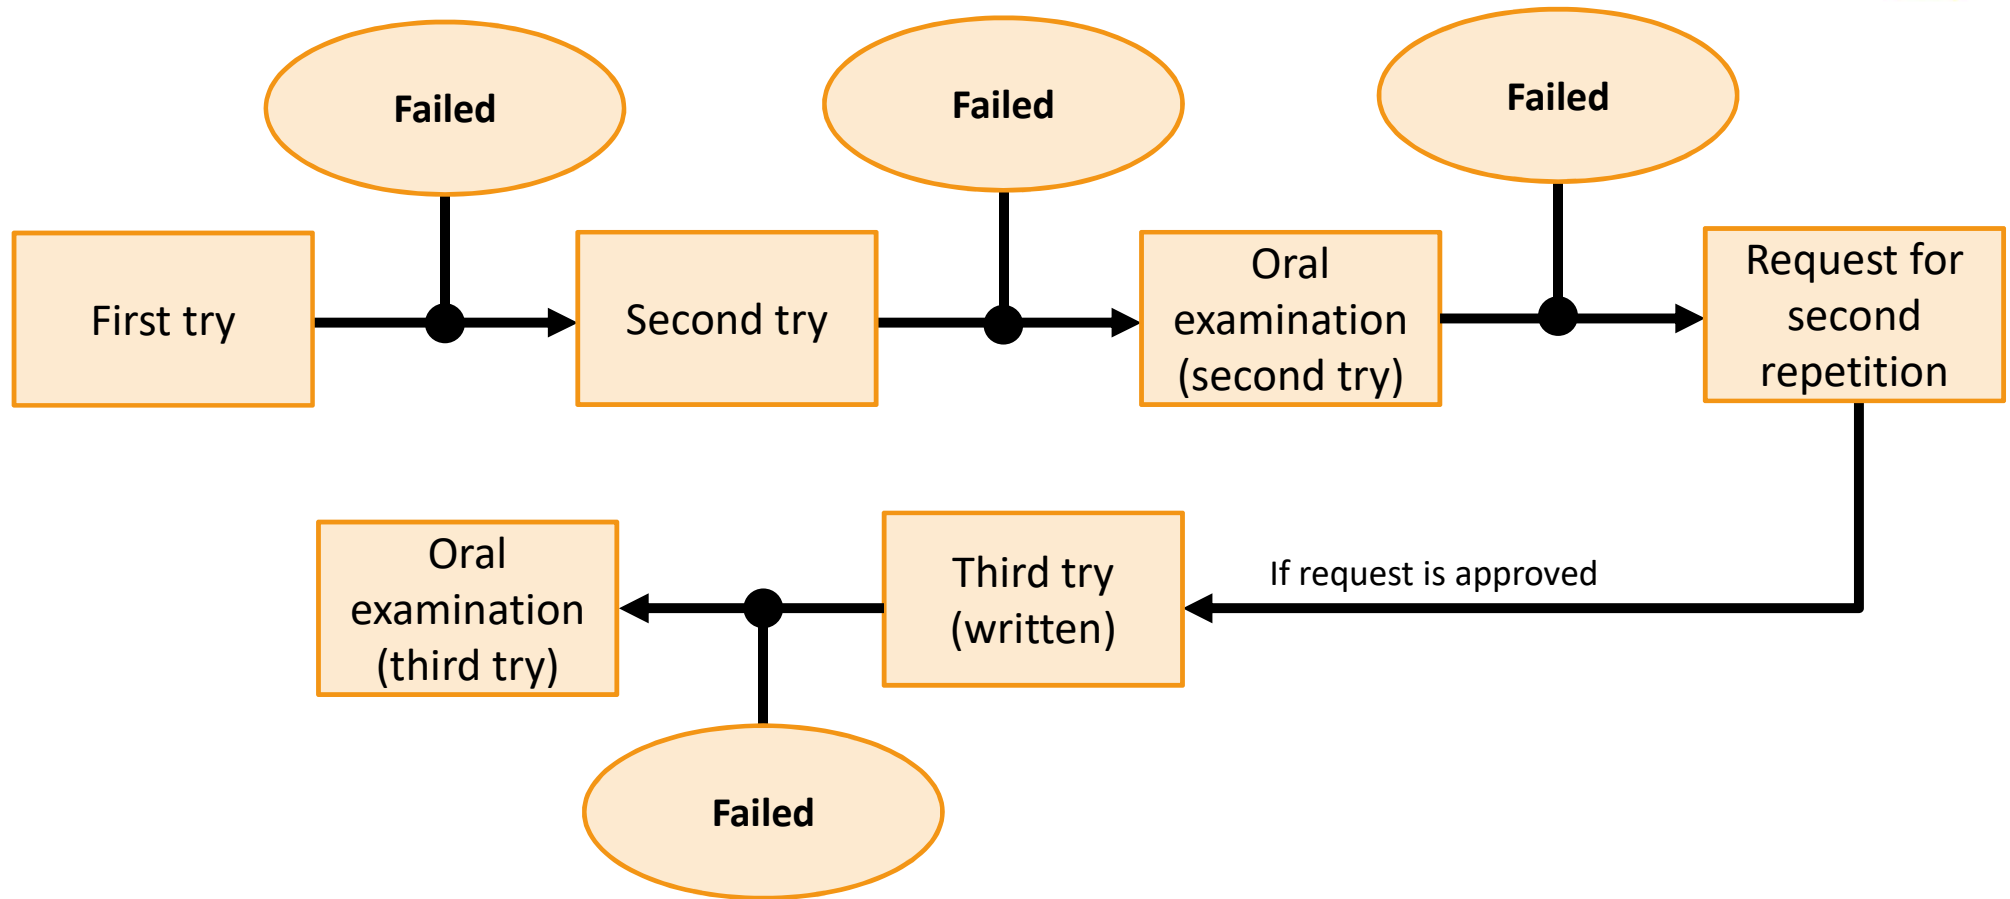 Failed
Failed
Failed
First try
Second try
Oral
examination
(second try)
Request for
second
repetition
If request is approved
Third try
(written)
Oral
examination
(third try)
Failed